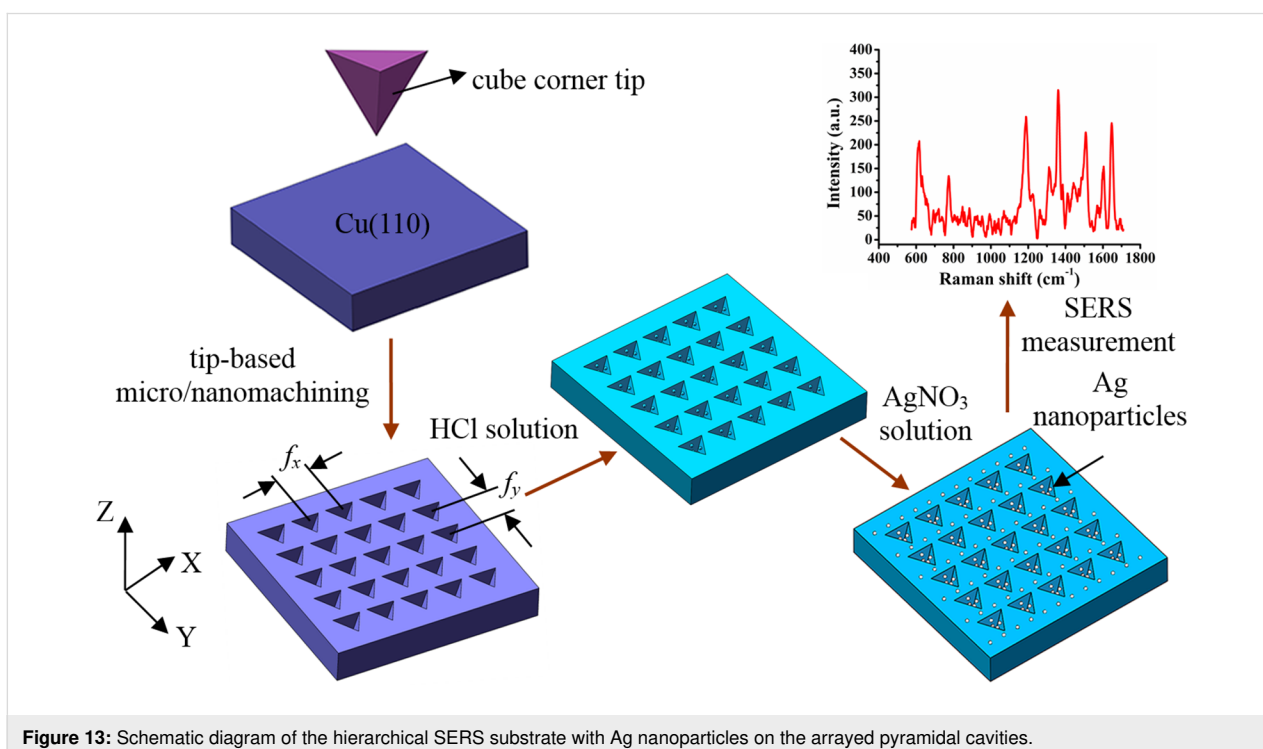 cube corner tip
Cu(110)
tip-based
micro/nanomachining
fx
fy
Z
X
Y
HCl solution
AgNO3
solution
Ag
nanoparticles
SERS
measurement
400
350
300
250
200
150
100
50
0
Intensity (a.u.)
400 600 800 1000 1200 1400 1600 1800
Raman shift (cm-1)
Figure 13: Schematic diagram of the hierarchical SERS substrate with Ag nanoparticles on the arrayed pyramidal cavities.